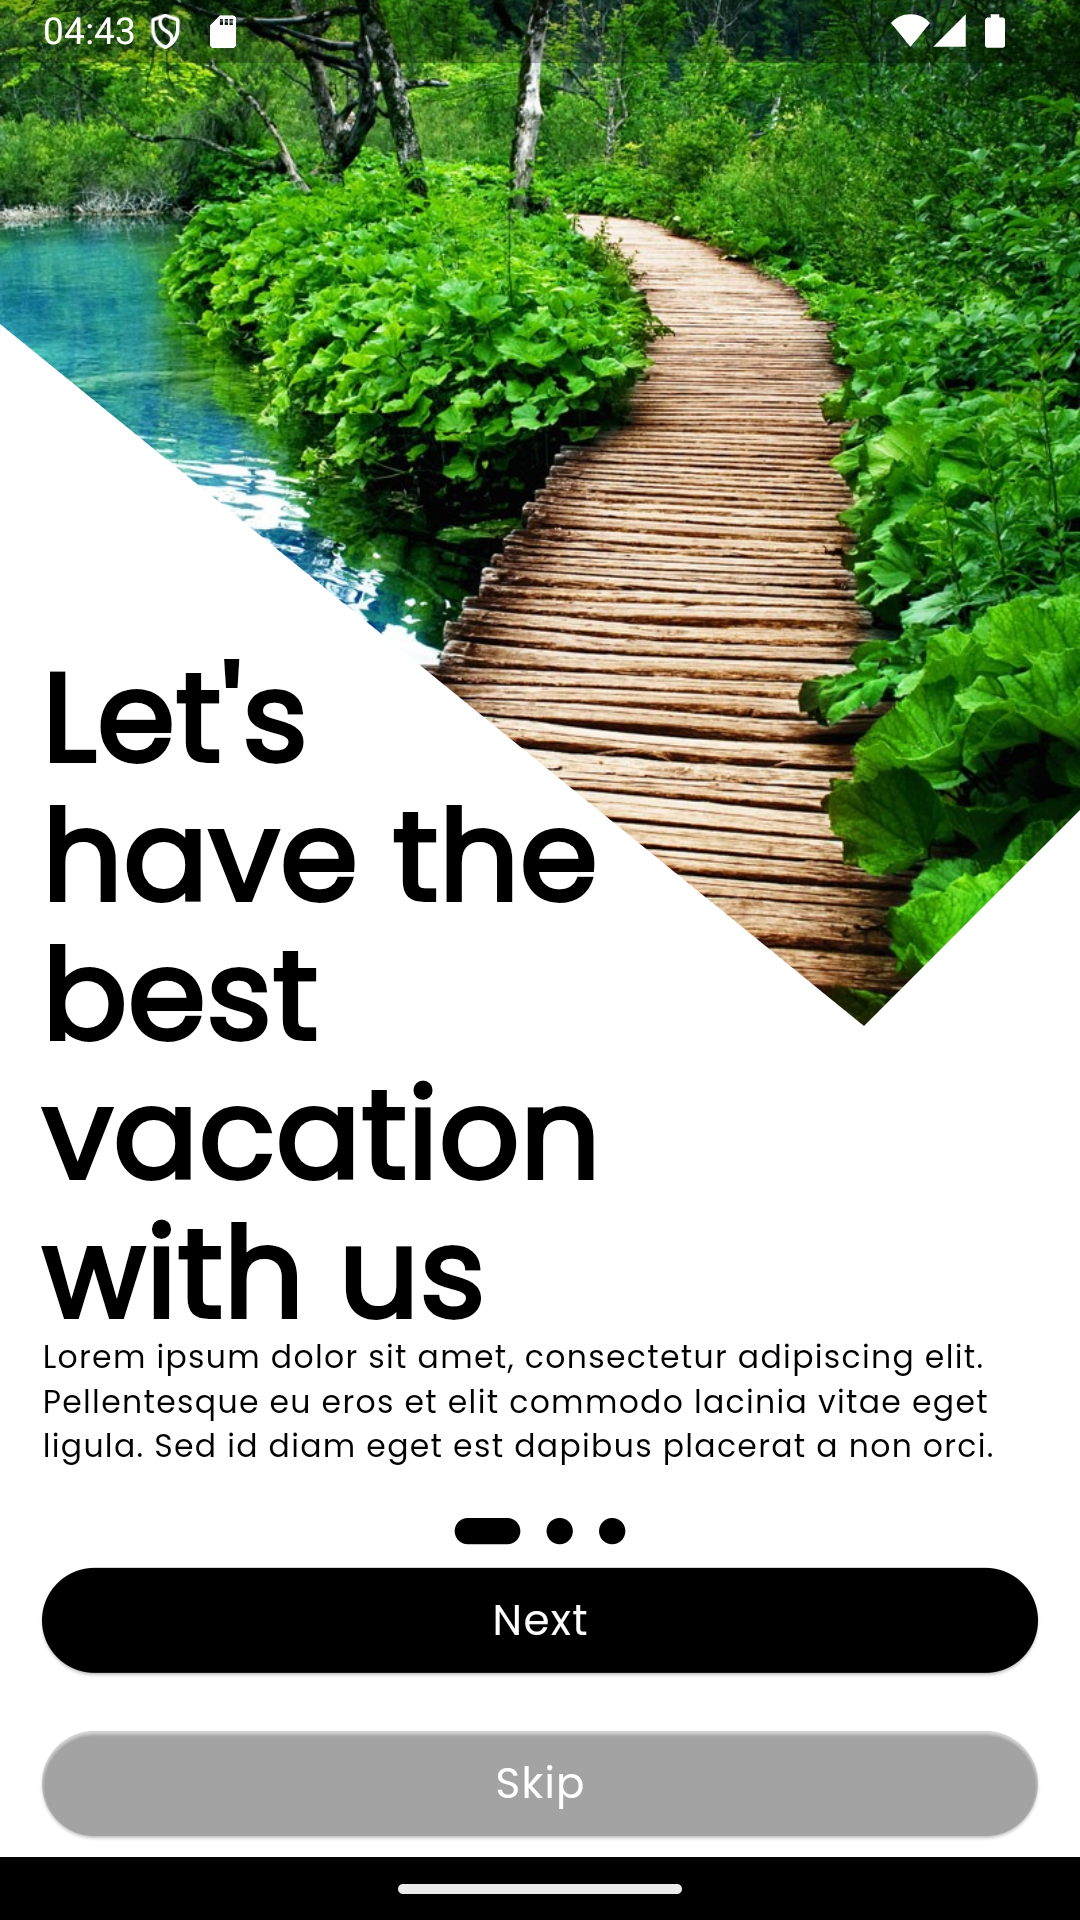 04:43
Let's
have the
best
vacation
with us
Lorem ipsum dolor sit amet, consectetur adipiscing elit.
Pellentesque eu eros et elit commodo lacinia vitae eget
ligula. Sed id diam eget est dapibus placerat a non orci.
Next
Skip